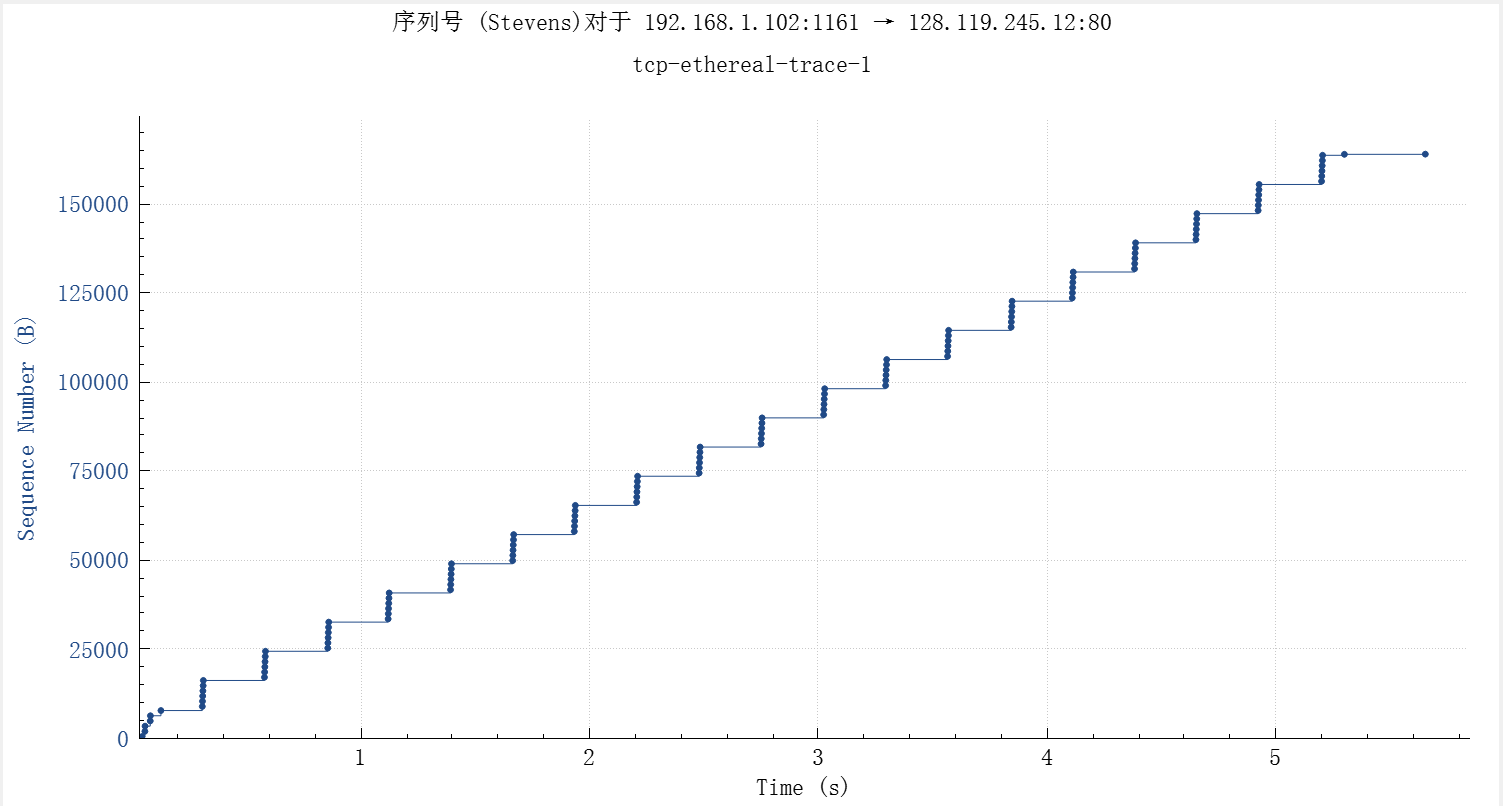 序列号 (Stevens)对于 192.168.1.102:1161 → 128.119.245.12:80
tcp-ethereal-trace-1
Sequence Number (B)
150000
125000
100000
75000
50000
25000
0
1 2 3 4 5
Time (s)